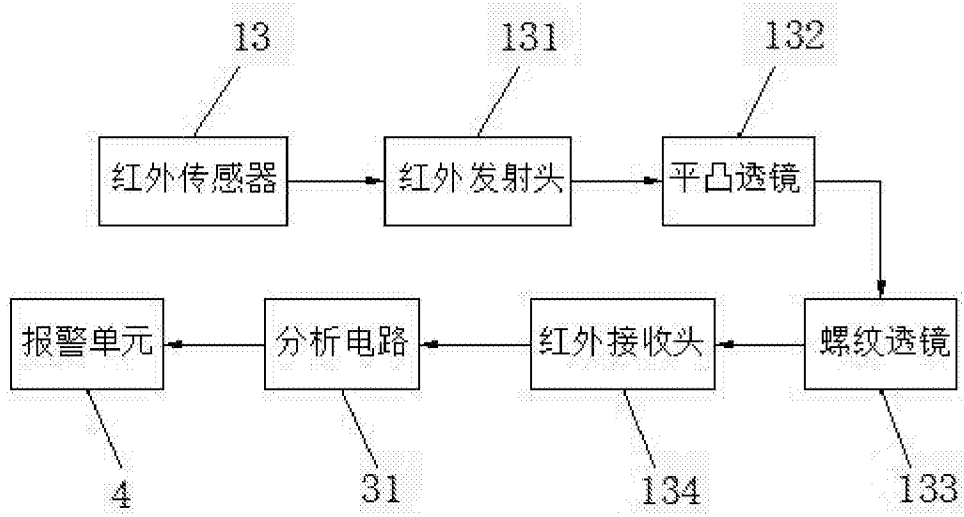 13
131
132
红外传感器
红外发射头
平凸透镜
报警单元
分析电路
红外接收头
螺纹透镜
4
31
134
133